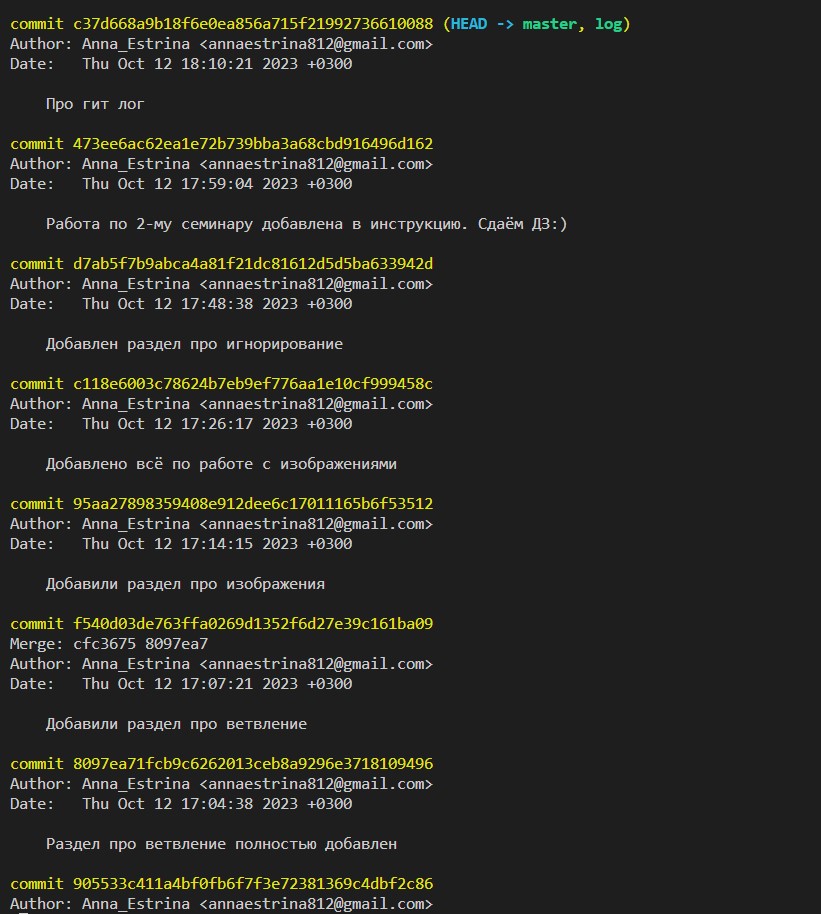 commit c37d668a9b18f6e0ea856a715f21992736610088 (HEAD -> master, log)
Author: Anna_Estrina <annaestrina812@gmail.com>
Date:   Thu Oct 12 18:10:21 2023 +0300
    Про гит лог
commit 473ee6ac62ea1e72b739bba3a68cbd916496d162
Author: Anna_Estrina <annaestrina812@gmail.com>
Date:   Thu Oct 12 17:59:04 2023 +0300
    Работа по 2-му семинару добавлена в инструкцию. Сдаём ДЗ:)
commit d7ab5f7b9abca4a81f21dc81612d5d5ba633942d
Author: Anna_Estrina <annaestrina812@gmail.com>
Date:   Thu Oct 12 17:48:38 2023 +0300
    Добавлен раздел про игнорирование
commit c118e6003c78624b7eb9ef776aa1e10cf999458c
Author: Anna_Estrina <annaestrina812@gmail.com>
Date:   Thu Oct 12 17:26:17 2023 +0300
    Добавлено всё по работе с изображениями
commit 95aa27898359408e912dee6c17011165b6f53512
Author: Anna_Estrina <annaestrina812@gmail.com>
Date:   Thu Oct 12 17:14:15 2023 +0300
    Добавили раздел про изображения
commit f540d03de763ffa0269d1352f6d27e39c161ba09
Merge: cfc3675 8097ea7
Author: Anna_Estrina <annaestrina812@gmail.com>
Date:   Thu Oct 12 17:07:21 2023 +0300
    Добавили раздел про ветвление
commit 8097ea71fcb9c6262013ceb8a9296e3718109496
Author: Anna_Estrina <annaestrina812@gmail.com>
Date:   Thu Oct 12 17:04:38 2023 +0300
    Раздел про ветвление полностью добавлен
commit 905533c411a4bf0fb6f7f3e72381369c4dbf2c86
Author: Anna_Estrina <annaestrina812@gmail.com>